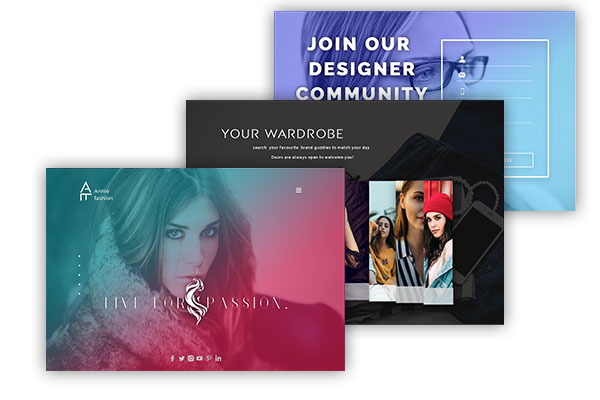 JOIN OUR
DESIGNER
COMMUNITY
YOUR WARDROBE
search your favourite brand guddies to match your day
Doors are always open to welcome you!
Annie
fashion
LIVE FOR PASSION.